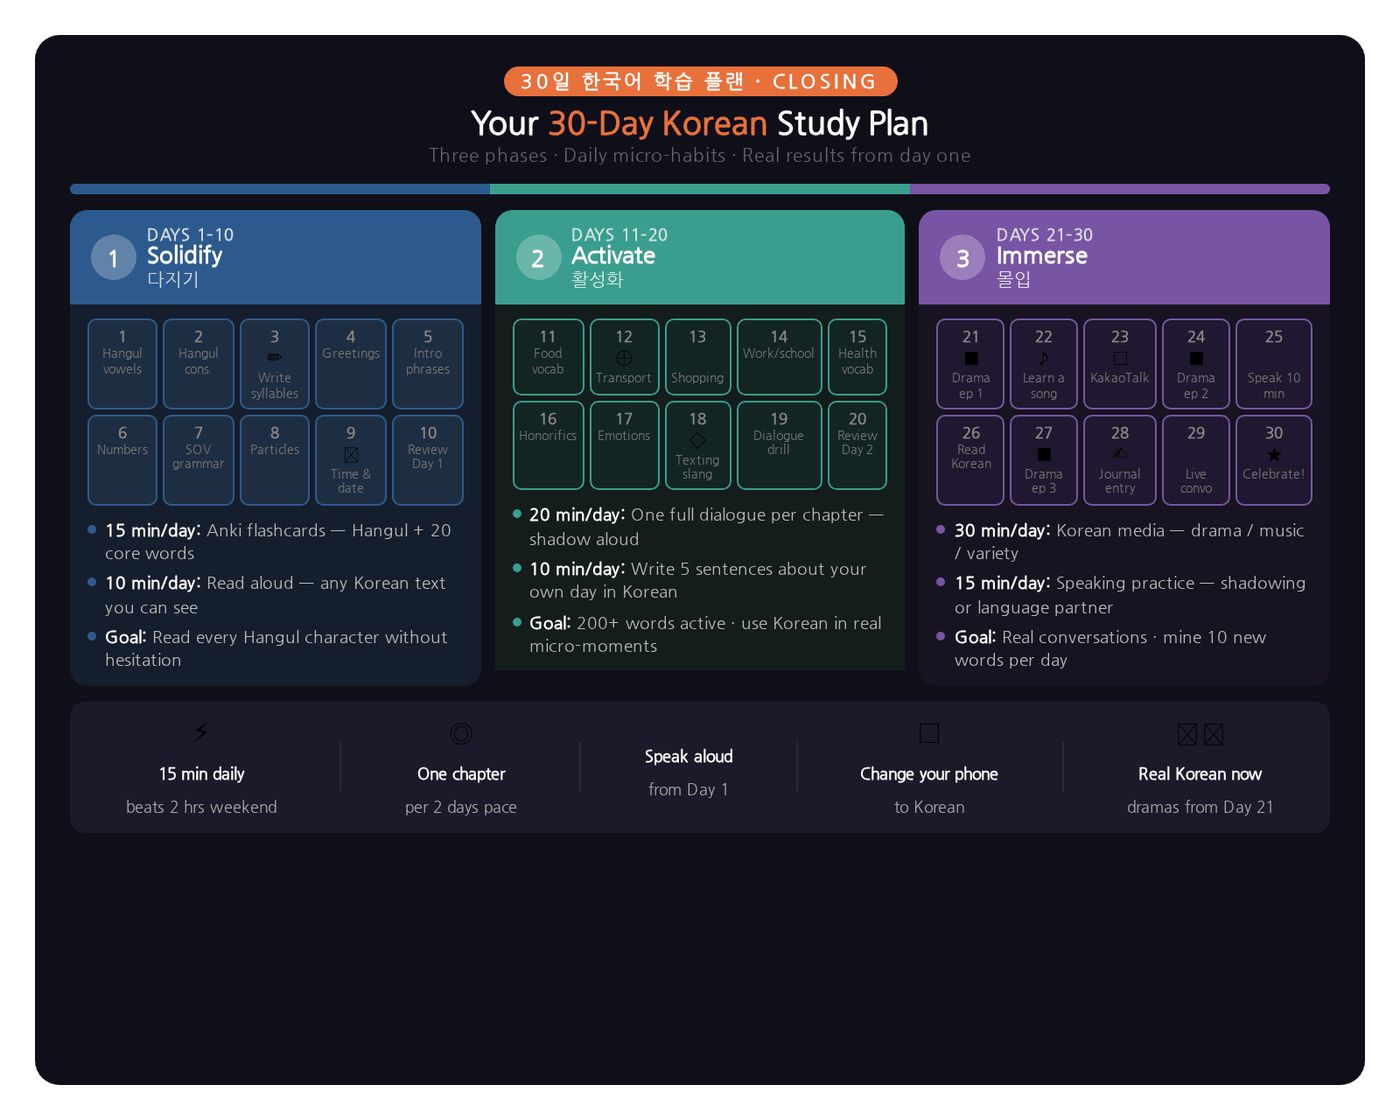 30일 한국어 학습 플랜 · CLOSING
Your 30-Day Korean Study Plan
Three phases · Daily micro-habits · Real results from day one
1
DAYS 1-10
Solidify
다지기
1
Hangul
vowels
2
Hangul
cons.
3
Write
syllables
4
Greetings
5
Intro
phrases
6
Numbers
7
SOV
grammar
8
Particles
9
Time &
date
10
Review
Day 1
15 min/day: Anki flashcards — Hangul + 20
core words
10 min/day: Read aloud — any Korean text
you can see
Goal: Read every Hangul character without
hesitation
2
DAYS 11-20
Activate
활성화
11
Food
vocab
12
Transport
13
Shopping
14
Work/school
15
Health
vocab
16
Honorifics
17
Emotions
18
Texting
slang
19
Dialogue
drill
20
Review
Day 2
20 min/day: One full dialogue per chapter —
shadow aloud
10 min/day: Write 5 sentences about your
own day in Korean
Goal: 200+ words active · use Korean in real
micro-moments
3
DAYS 21-30
Immerse
몰입
21
Drama
ep 1
22
Learn a
song
23
KakaoTalk
24
Drama
ep 2
25
Speak 10
min
26
Read
Korean
27
Drama
ep 3
28
Journal
entry
29
Live
convo
30
Celebrate!
30 min/day: Korean media — drama / music
/ variety
15 min/day: Speaking practice — shadowing
or language partner
Goal: Real conversations · mine 10 new
words per day
15 min daily
beats 2 hrs weekend
One chapter
per 2 days pace
Speak aloud
from Day 1
Change your phone
to Korean
Real Korean now
dramas from Day 21